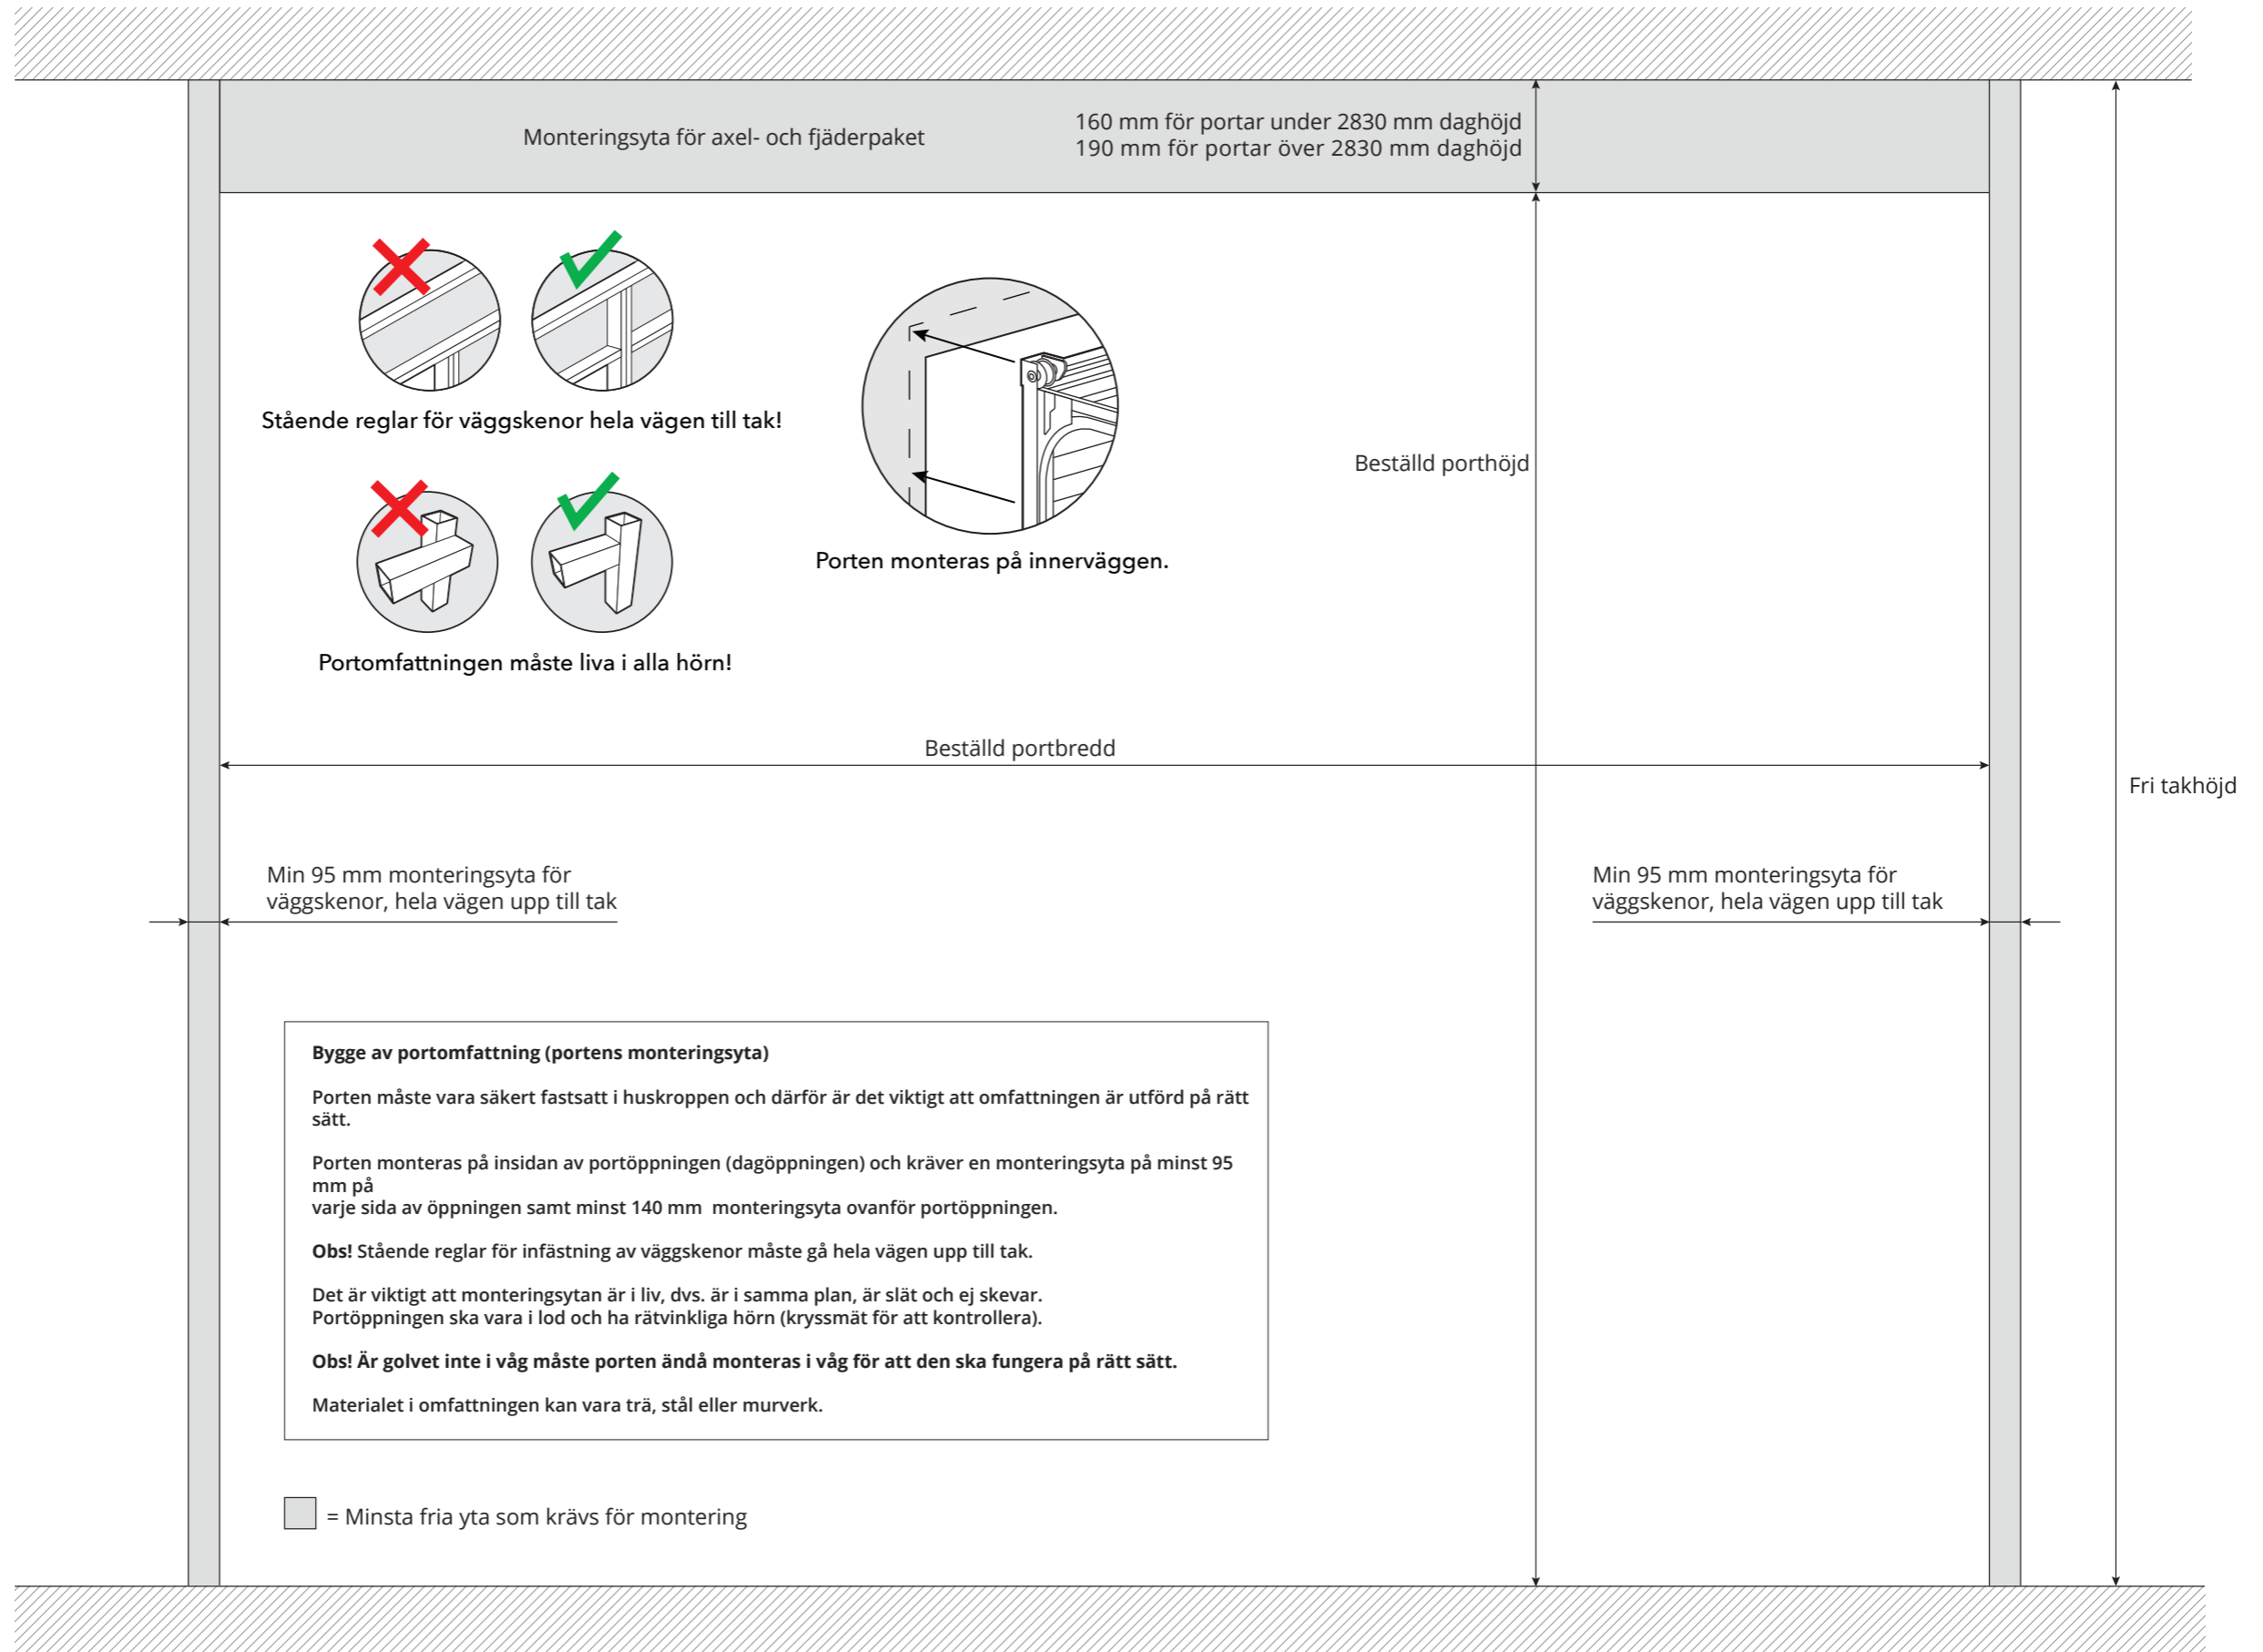 Monteringsyta för axel- och fjäderpaket
160 mm för portar under 2830 mm daghöjd
190 mm för portar över 2830 mm daghöjd
Stående reglar för väggskenor hela vägen till tak!
Beställd porthöjd
Porten monteras på innerväggen.
Portomfattningen måste liva i alla hörn!
Beställd portbredd
Fri takhöjd
Min 95 mm monteringsyta för
väggskenor, hela vägen upp till tak
Min 95 mm monteringsyta för
väggskenor, hela vägen upp till tak
Bygge av portomfattning (portens monteringsyta)
Porten måste vara säkert fastsatt i huskroppen och därför är det viktigt att omfattningen är utförd på rätt
sätt.
Porten monteras på insidan av portöppningen (dagöppningen) och kräver en monteringsyta på minst 95
mm på
varje sida av öppningen samt minst 140 mm monteringsyta ovanför portöppningen.
Obs! Stående reglar för infästning av väggskenor måste gå hela vägen upp till tak.
Det är viktigt att monteringsytan är i liv, dvs. är i samma plan, är slät och ej skevar.
Portöppningen ska vara i lod och ha rätvinkliga hörn (kryssmät för att kontrollera).
Obs! Är golvet inte i våg måste porten ändå monteras i våg för att den ska fungera på rätt sätt.
Materialet i omfattningen kan vara trä, stål eller murverk.
= Minsta fria yta som krävs för montering